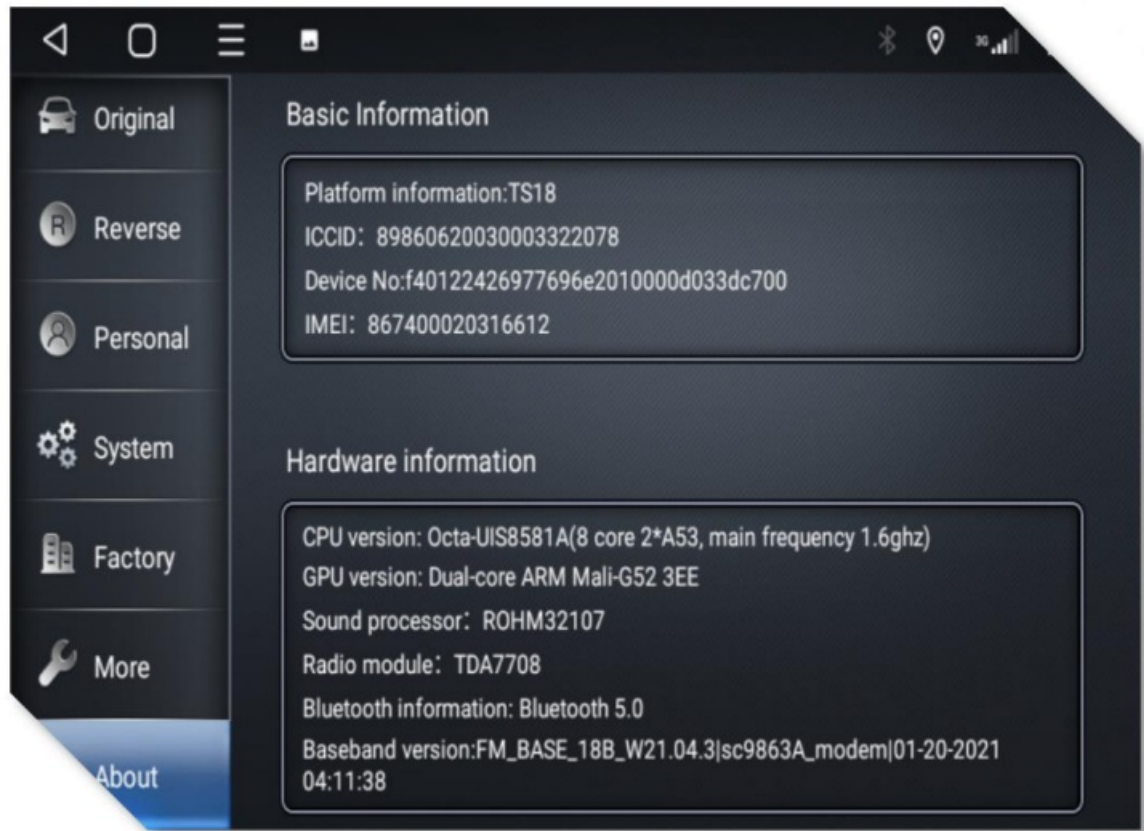 3G
Original
Reverse
R
Personal
System
Factory
More
About
Basic Information
Platform information:TS18
ICCID: 89860620030003322078
Device No:f40122426977696e2010000d033dc700
IMEI: 867400020316612
Hardware information
CPU version: Octa-UIS8581A(8 core 2*A53, main frequency 1.6ghz)
GPU version: Dual-core ARM Mali-G52 3EE
Sound processor: ROHM32107
Radio module: TDA7708
Bluetooth information: Bluetooth 5.0
Baseband version:FM_BASE_18B_W21.04.3|sc9863A_modem|01-20-2021
04:11:38